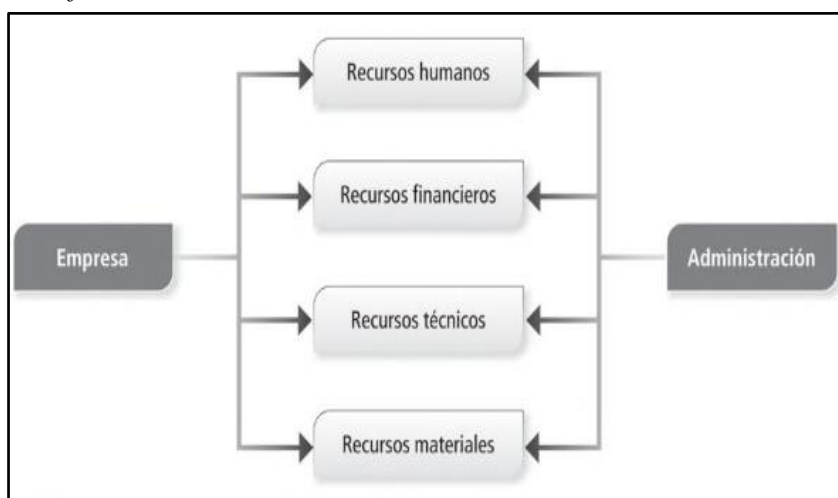 Recursos humanos
Recursos financieros
Empresa
Administración
Recursos técnicos
Recursos materiales